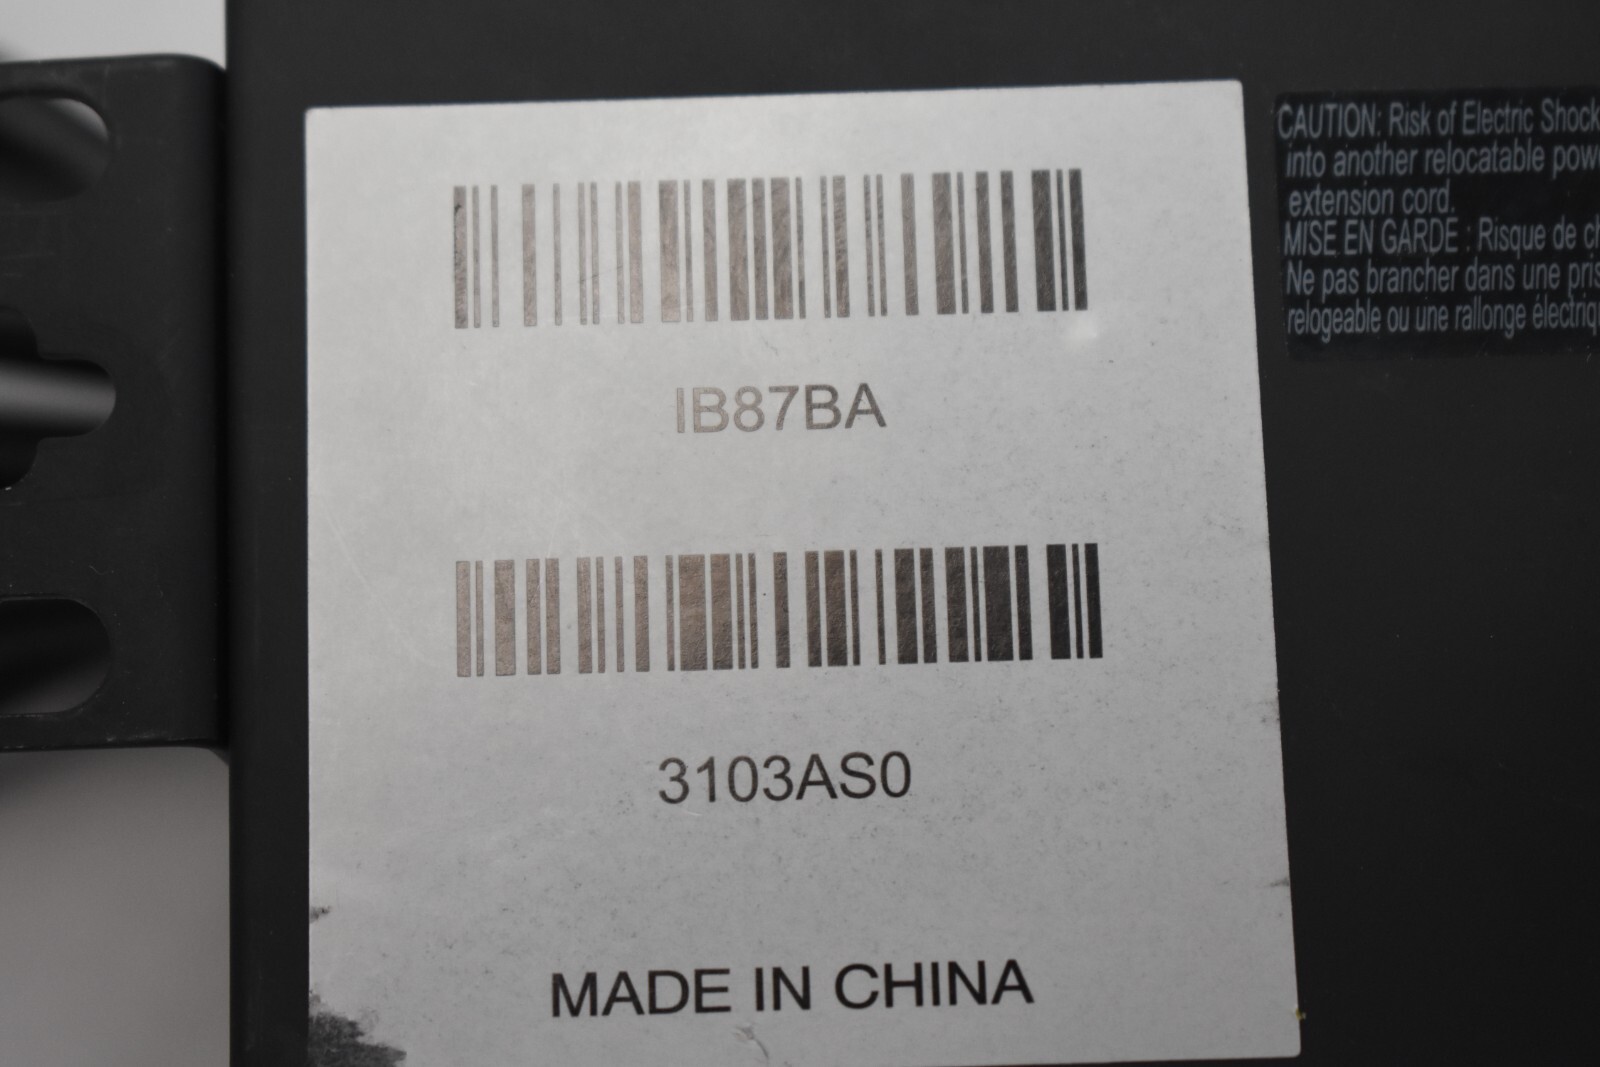 IB87BA
3103AS0
MADE IN CHINA
CAUTION: Risk of Electric Shock
into another relocatable
extension cord.
MISE EN GARDE : Risque de
Ne pas brancher dans une
relogeable ou une rallonge